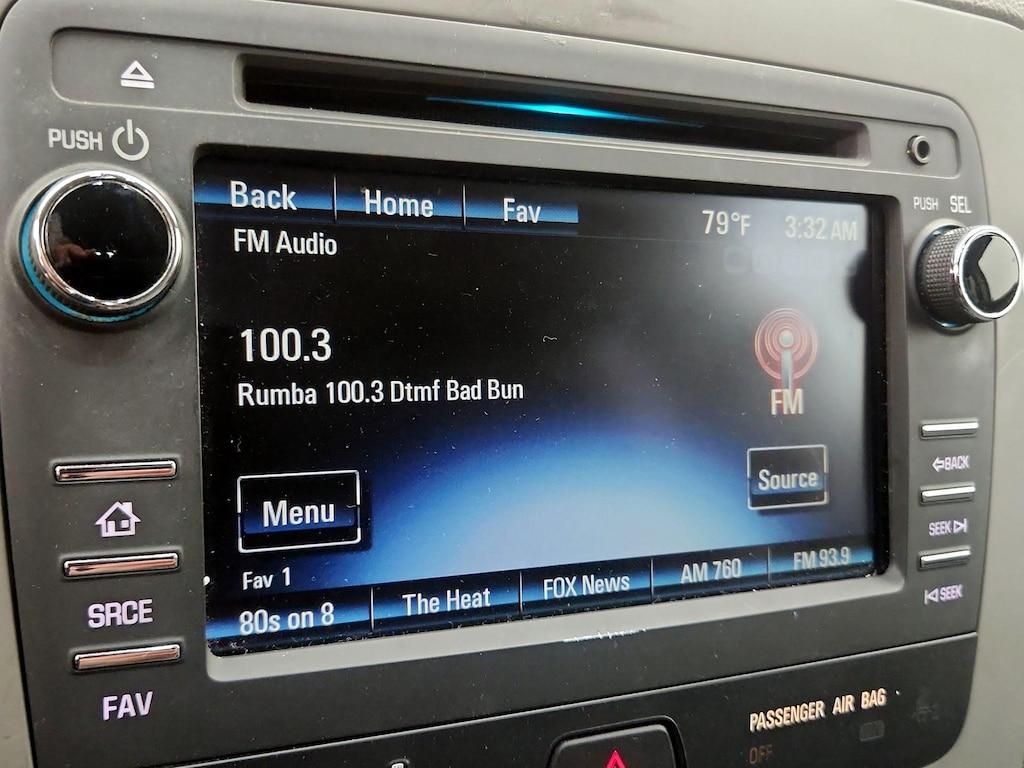 PUSH
PUSH SEL
Back Home Fav 79°F 3:32 AM
FM Audio
100.3
Rumba 100.3 Dtmf Bad Bun
FM
Menu
Source
Fav 1
80s on 8 The Heat FOX News AM 760 FM 93.9
SRCE
FAV
BACK
SEEK
SEEK
PASSENGER AIR BAG
OFF